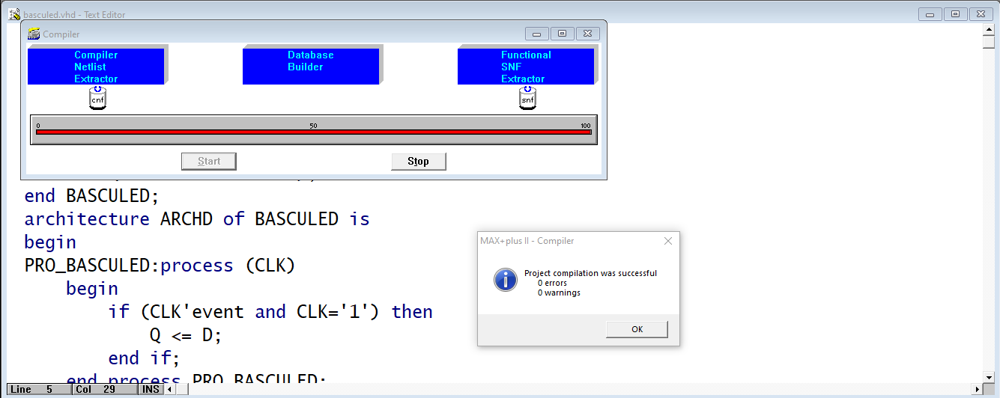 basculed.vhd - Text Editor
Compiler
Compiler
Netlist
Extractor
Database
Builder
Functional
SNF
Extractor
cnf
snf
0 50 100
Start
Stop
end BASCULED;
architecture ARCHD of BASCULED is
begin
PRO_BASCULED:process (CLK)
begin
if (CLK'event and CLK='1') then
Q <= D;
end if;
end process PRO_BASCULED;
MAX+plus II - Compiler
Project compilation was successful
0 errors
0 warnings
OK
Line 5 Col 29 INS